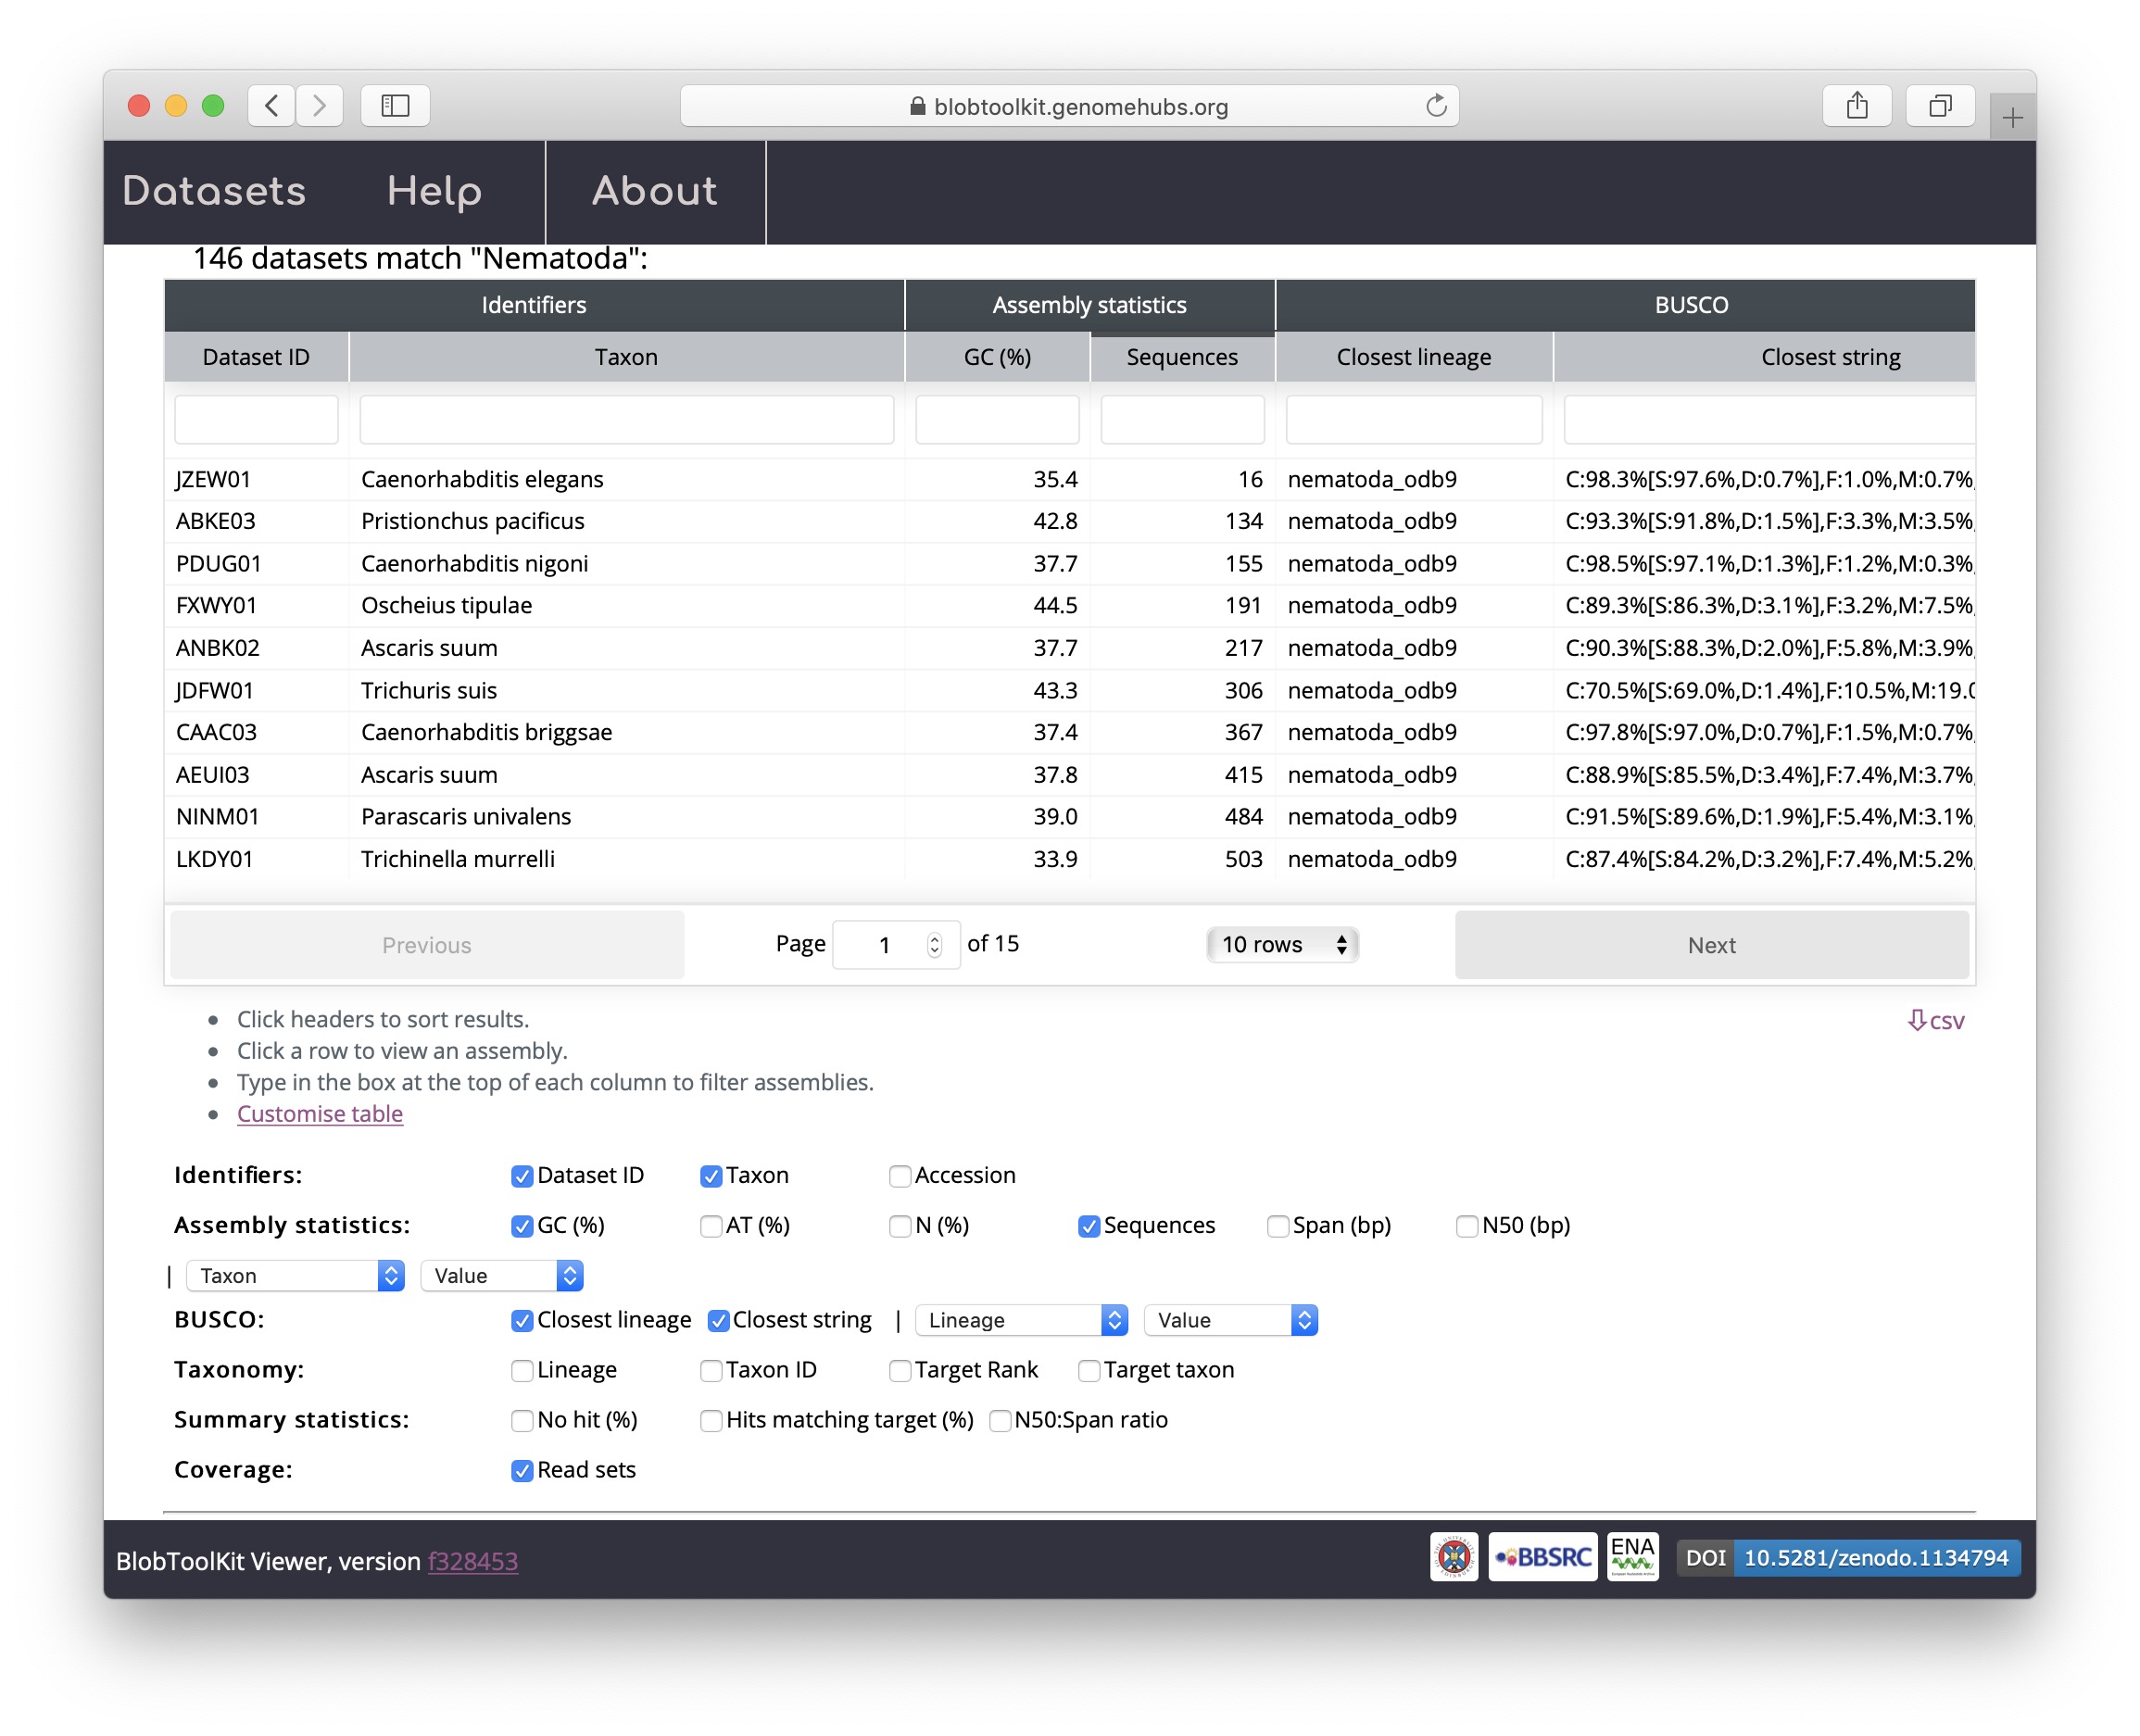 blobtoolkit.genomehubs.org
Datasets Help About
146 datasets match "Nematoda":
Identifiers Assembly statistics BUSCO
Dataset ID Taxon GC (%) Sequences Closest lineage Closest string
JZEW01 Caenorhabditis elegans 35.4 16 nematoda_odb9 C:98.3%[S:97.6%,D:0.7%],F:1.0%,M:0.7%,
ABKE03 Pristionchus pacificus 42.8 134 nematoda_odb9 C:93.3%[S:91.8%,D:1.5%],F:3.3%,M:3.5%,
PDUG01 Caenorhabditis nigoni 37.7 155 nematoda_odb9 C:98.5%[S:97.1%,D:1.3%],F:1.2%,M:0.3%,
FXWY01 Oscheius tipulae 44.5 191 nematoda_odb9 C:89.3%[S:86.3%,D:3.1%],F:3.2%,M:7.5%,
ANBK02 Ascaris suum 37.7 217 nematoda_odb9 C:90.3%[S:88.3%,D:2.0%],F:5.8%,M:3.9%,
JDFW01 Trichuris suis 43.3 306 nematoda_odb9 C:70.5%[S:69.0%,D:1.4%],F:10.5%,M:19.0
CAAC03 Caenorhabditis briggsae 37.4 367 nematoda_odb9 C:97.8%[S:97.0%,D:0.7%],F:1.5%,M:0.7%,
AEUI03 Ascaris suum 37.8 415 nematoda_odb9 C:88.9%[S:85.5%,D:3.4%],F:7.4%,M:3.7%,
NINM01 Parascaris univalens 39.0 484 nematoda_odb9 C:91.5%[S:89.6%,D:1.9%],F:5.4%,M:3.1%,
LKDY01 Trichinella murrelli 33.9 503 nematoda_odb9 C:87.4%[S:84.2%,D:3.2%],F:7.4%,M:5.2%,
Previous Page 1 of 15 10 rows Next
• Click headers to sort results. ⇩csv
• Click a row to view an assembly.
• Type in the box at the top of each column to filter assemblies.
• Customise table
Identifiers: Dataset ID Taxon Accession
Assembly statistics: GC (%) AT (%) N (%) Sequences Span (bp) N50 (bp)
| Taxon Value
BUSCO: Closest lineage Closest string | Lineage Value
Taxonomy: Lineage Taxon ID Target Rank Target taxon
Summary statistics: No hit (%) Hits matching target (%) N50:Span ratio
Coverage: Read sets
BlobToolKit Viewer, version f328453 BBSRC ENA DOI 10.5281/zenodo.1134794